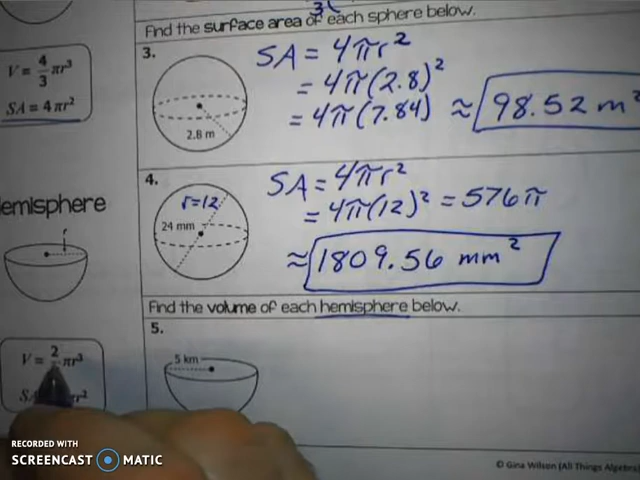 Find the surface area of each sphere below.
V = 4/3 πr³
SA = 4πr²
3.
2.8 m
SA = 4πr²
= 4π(2.8)²
= 4π(7.84) ≈ 98.52 m²
4.
r=12
24 mm
SA = 4πr²
= 4π(12)² = 576π
≈ 1809.56 mm²
emisphere
r
Find the volume of each hemisphere below.
5.
5 km
V = 2/ πr³
S πr²
RECORDED WITH
SCREENCAST MATIC
© Gina Wilson (All Things Algebra